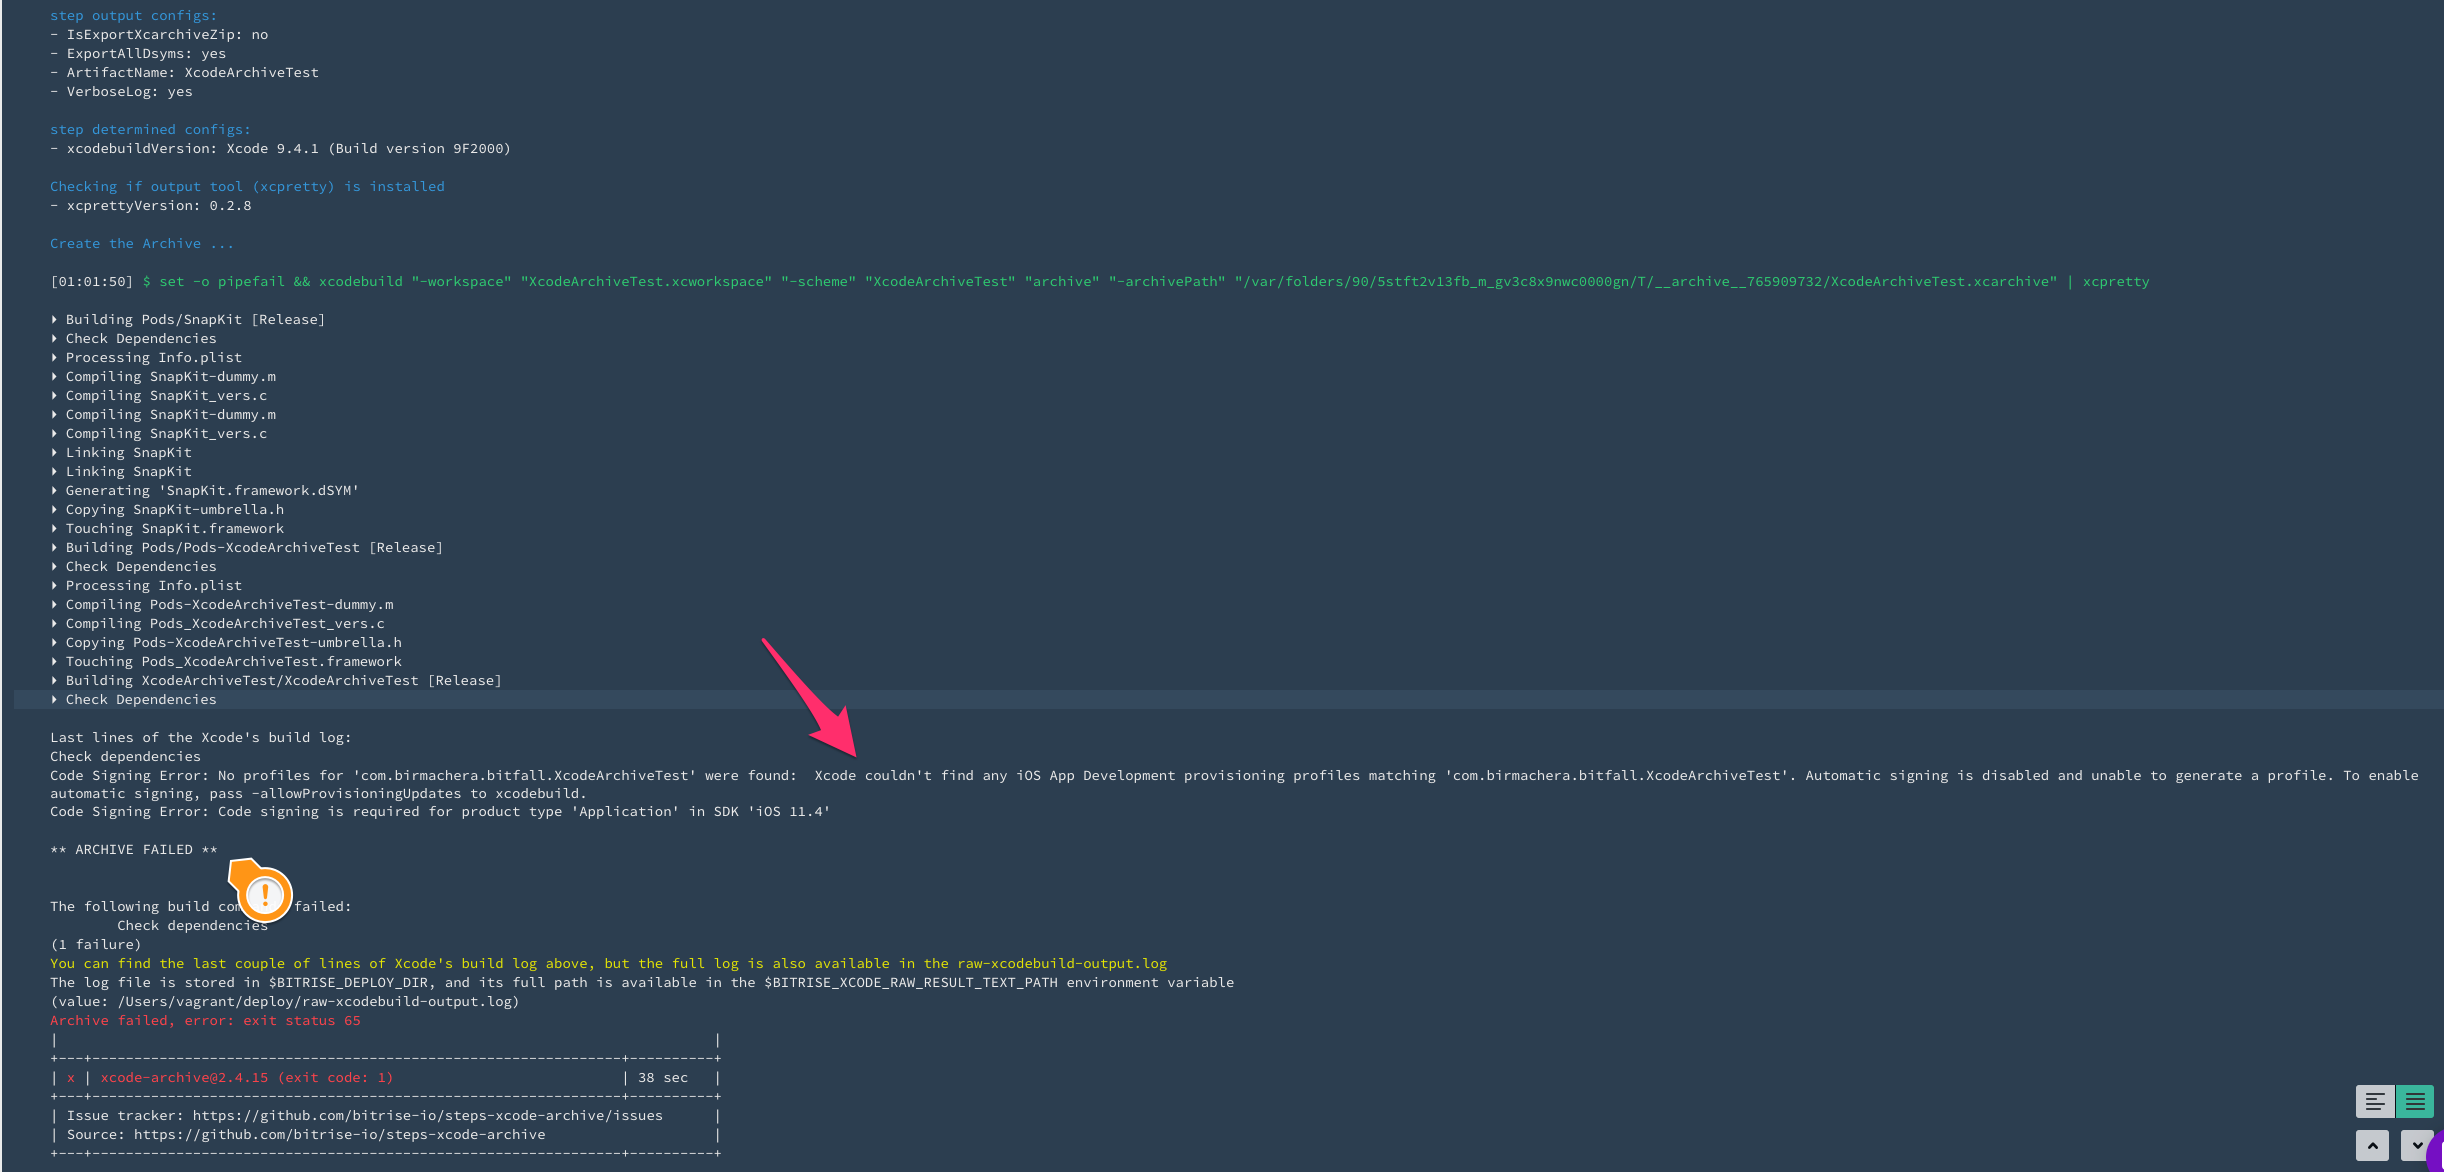 step output configs:
- IsExportXcarchiveZip: no
- ExportAllDsyms: yes
- ArtifactName: XcodeArchiveTest
- VerboseLog: yes
step determined configs:
- xcodebuildVersion: Xcode 9.4.1 (Build version 9F2000)
Checking if output tool (xcpretty) is installed
- xcprettyVersion: 0.2.8
Create the Archive ...
[01:01:50] $ set -o pipefail && xcodebuild "-workspace" "XcodeArchiveTest.xcworkspace" "-scheme" "XcodeArchiveTest" "archive" "-archivePath" "/var/folders/90/5stft2v13fb_m_gv3c8x9nwc0000gn/T/__archive__765909732/XcodeArchiveTest.xcarchive" | xcpretty
▸ Building Pods/SnapKit [Release]
▸ Check Dependencies
▸ Processing Info.plist
▸ Compiling SnapKit-dummy.m
▸ Compiling SnapKit_vers.c
▸ Compiling SnapKit-dummy.m
▸ Compiling SnapKit_vers.c
▸ Linking SnapKit
▸ Linking SnapKit
▸ Generating 'SnapKit.framework.dSYM'
▸ Copying SnapKit-umbrella.h
▸ Touching SnapKit.framework
▸ Building Pods/Pods-XcodeArchiveTest [Release]
▸ Check Dependencies
▸ Processing Info.plist
▸ Compiling Pods-XcodeArchiveTest-dummy.m
▸ Compiling Pods_XcodeArchiveTest_vers.c
▸ Copying Pods-XcodeArchiveTest-umbrella.h
▸ Touching Pods_XcodeArchiveTest.framework
▸ Building XcodeArchiveTest/XcodeArchiveTest [Release]
▸ Check Dependencies
Last lines of the Xcode's build log:
Check dependencies
Code Signing Error: No profiles for 'com.birmachera.bitfall.XcodeArchiveTest' were found:  Xcode couldn't find any iOS App Development provisioning profiles matching 'com.birmachera.bitfall.XcodeArchiveTest'. Automatic signing is disabled and unable to generate a profile. To enable
automatic signing, pass -allowProvisioningUpdates to xcodebuild.
Code Signing Error: Code signing is required for product type 'Application' in SDK 'iOS 11.4'
** ARCHIVE FAILED **
The following build failed:
Check dependencies
(1 failure)
You can find the last couple of lines of Xcode's build log above, but the full log is also available in the raw-xcodebuild-output.log
The log file is stored in $BITRISE_DEPLOY_DIR, and its full path is available in the $BITRISE_XCODE_RAW_RESULT_TEXT_PATH environment variable
(value: /Users/vagrant/deploy/raw-xcodebuild-output.log)
Archive failed, error: exit status 65
| |
+---+---------------------------------------------------------------+----------+
| x | xcode-archive@2.4.15 (exit code: 1) | 38 sec |
+---+---------------------------------------------------------------+----------+
| Issue tracker: https://github.com/bitrise-io/steps-xcode-archive/issues |
| Source: https://github.com/bitrise-io/steps-xcode-archive |
+---+---------------------------------------------------------------+----------+